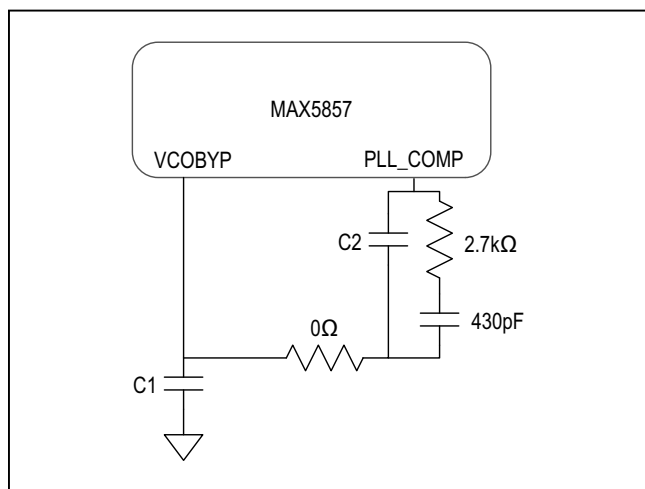 MAX5857
VCOBYP PLL_COMP
C2
2.7kΩ
430pF
0Ω
C1